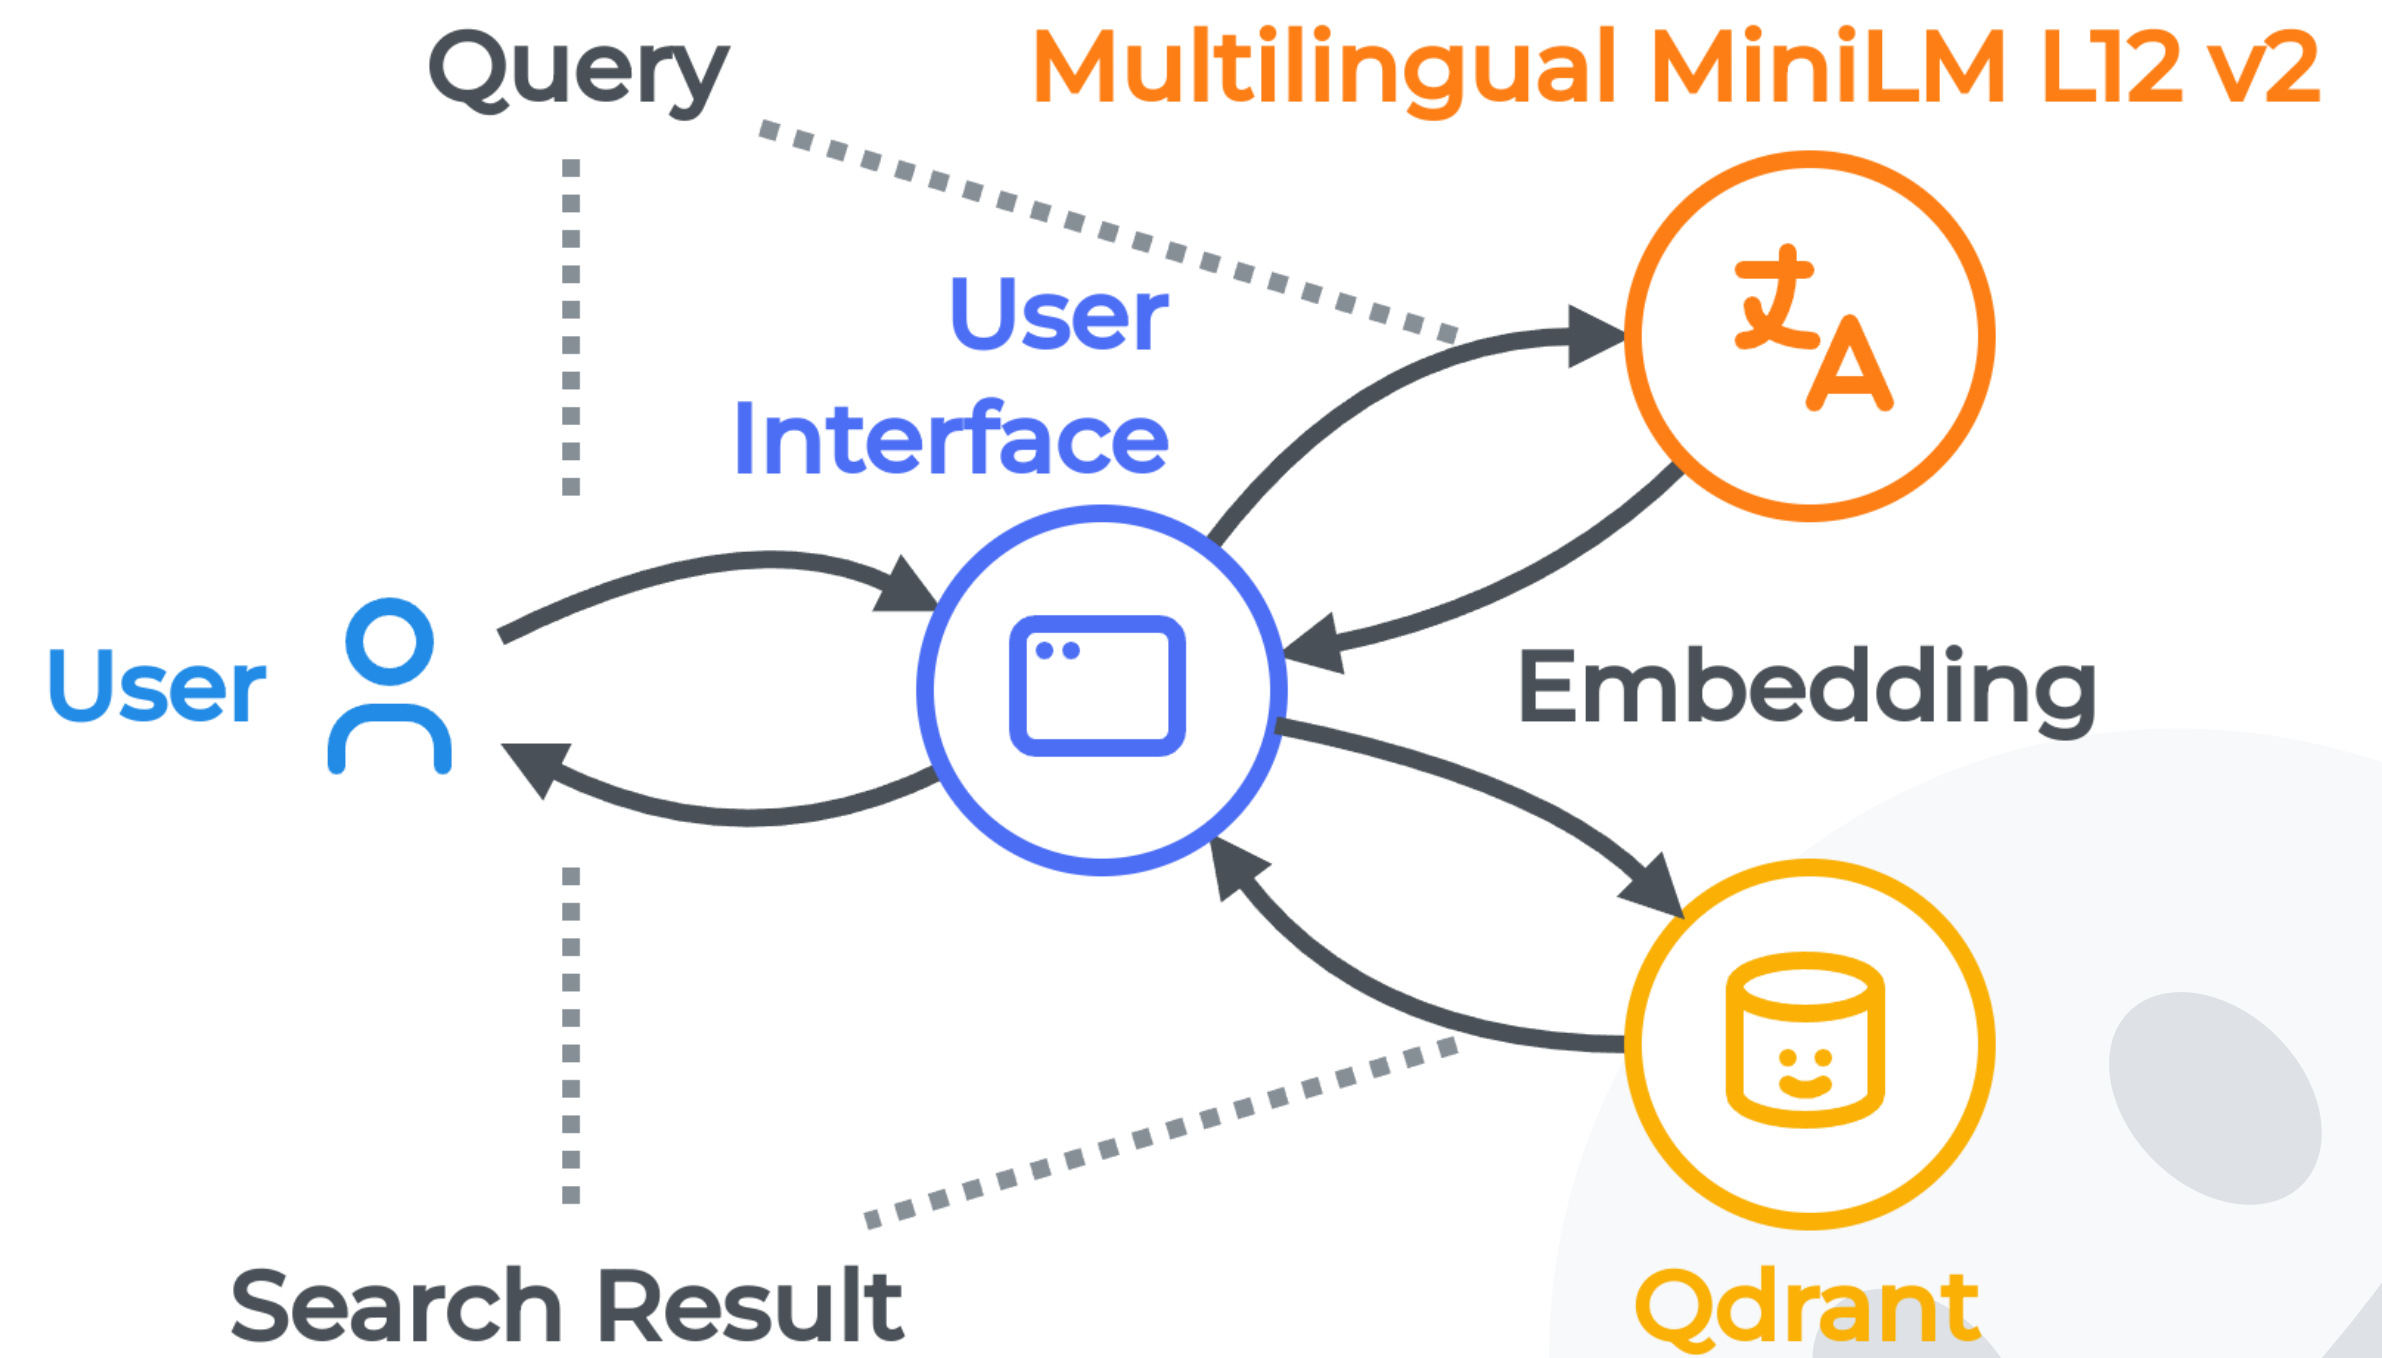 Query
Multilingual MiniLM L12 v2
User
Interface
User
Embedding
Search Result
Qdrant